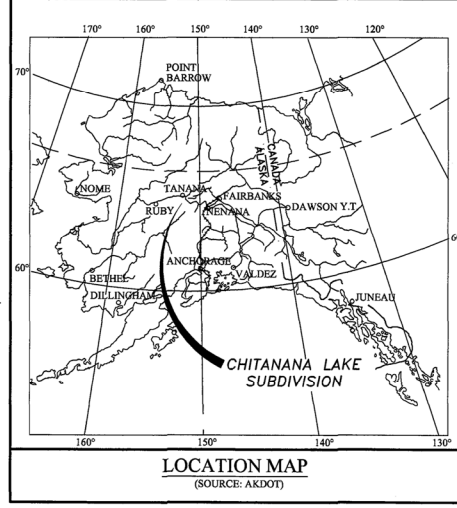 170° 160° 150° 140° 130° 120°
70°
POINT
BARROW
CANADA
ALASKA
NOME
TANANA
FAIRBANKS
RUBY
NENANA
DAWSON Y.T.
60°
ANCHORAGE
VALDEZ
BETHEL
DILLINGHAM
JUNEAU
CHITANANA LAKE
SUBDIVISION
160° 150° 140° 130°
LOCATION MAP
(SOURCE: AKDOT)